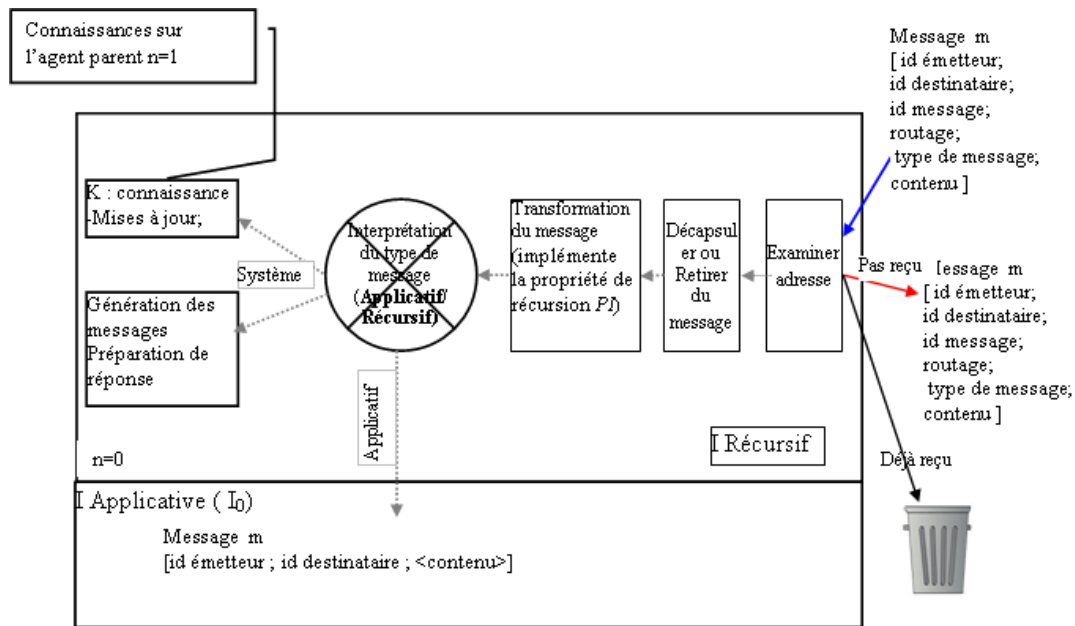 Connaissances sur
l'agent parent n=1
Message m
[ id émetteur;
id destinataire;
id message;
routage;
type de message;
contenu ]
K : connaissance
-Mises à jour;
Génération des
messages
Préparation de
réponse
Système
Interprétation
du type de
message
(Applicatif/
Récursif)
Applicatif
Transformation
du message
(implémente
la propriété de
récursion PI)
Décapsul
er ou
Retirer
du
message
Examiner
adresse
Pas reçu
essage m
[ id émetteur;
id destinataire;
id message;
routage;
type de message;
contenu ]
Déjà reçu
I Récursif
n=0
I Applicative ( I0)
Message m
[id émetteur ; id destinataire ; <contenu>]